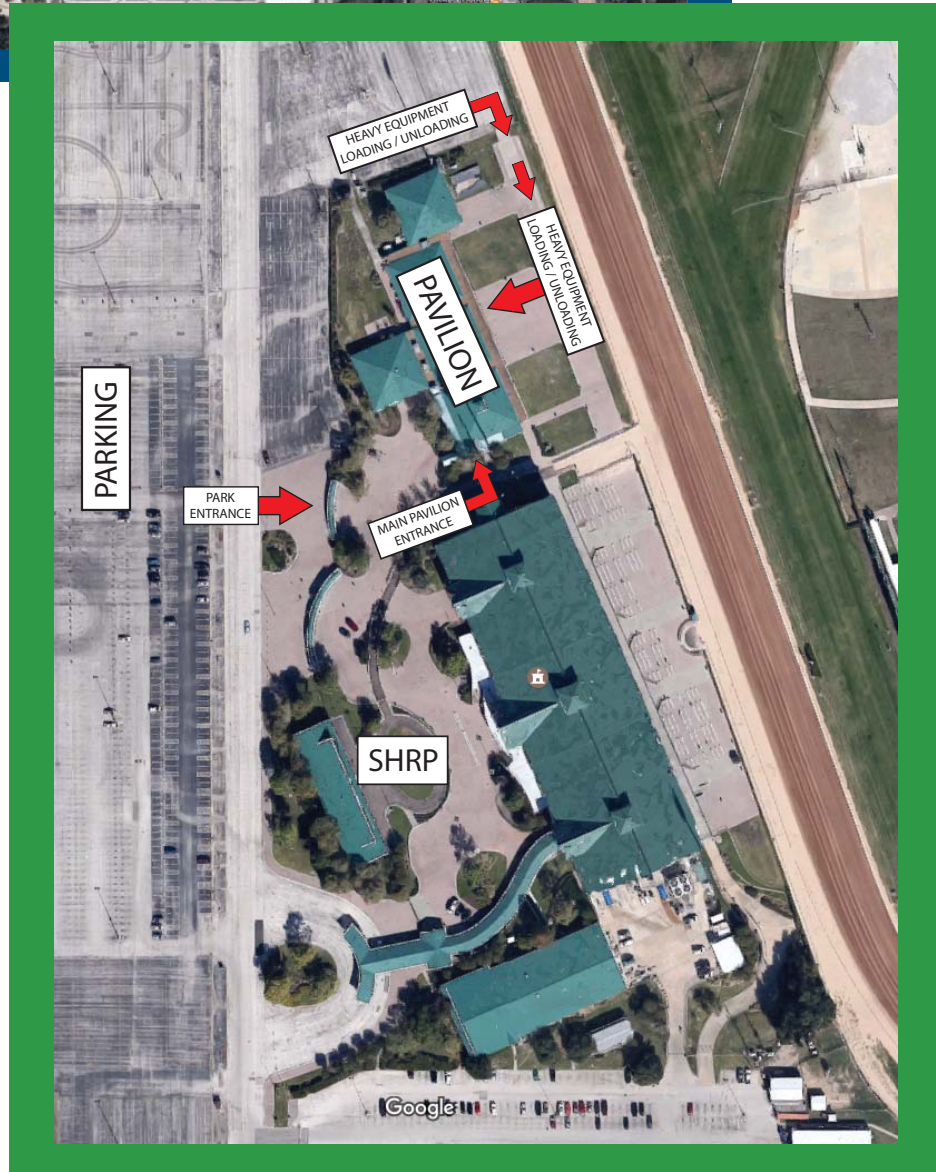 HEAVY EQUIPMENT
LOADING / UNLOADING
HEAVY EQUIPMENT
LOADING / UNLOADING
PAVILION
PARKING
PARK
ENTRANCE
MAIN PAVILION
ENTRANCE
SHRP
Google